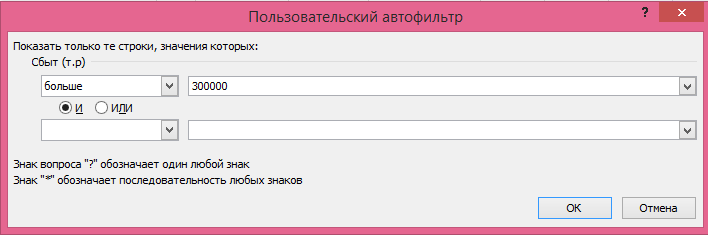 Пользовательский автофильтр
?
Показать только те строки, значения которых:
Сбыт (т.р)
больше 300000
И ИЛИ
Знак вопроса "?" обозначает один любой знак
Знак "*" обозначает последовательность любых знаков
ОК Отмена